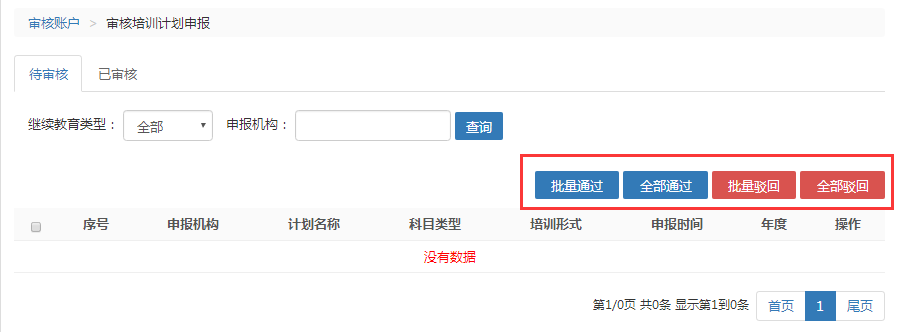 审核账户 > 审核培训计划申报
待审核 已审核
继续教育类型： 全部 申报机构： 查询
批量通过 全部通过 批量驳回 全部驳回
序号 申报机构 计划名称 科目类型 培训形式 申报时间 年度 操作
没有数据
第1/0页 共0条 显示第1到0条 首页 1 尾页